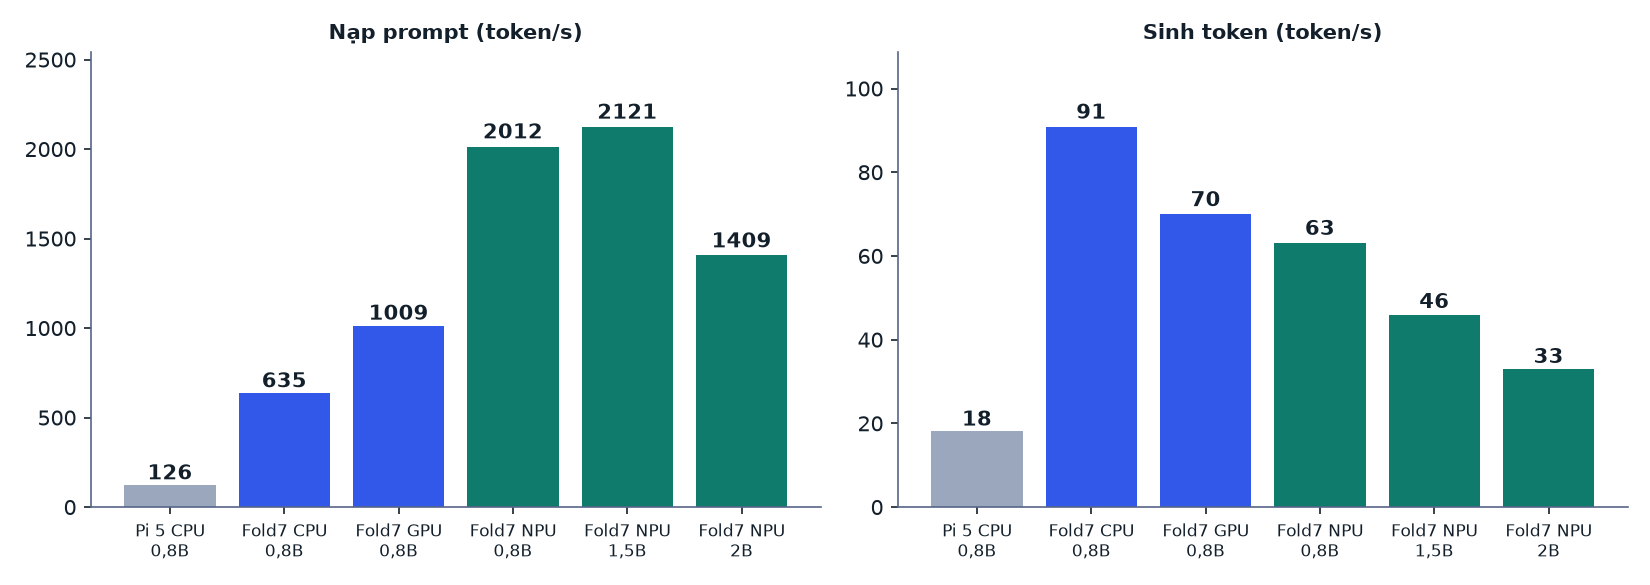 Nạp prompt (token/s)
2500
2000
1500
1000
500
0
126
635
1009
2012
2121
1409
Pi 5 CPU
0,8B
Fold7 CPU
0,8B
Fold7 GPU
0,8B
Fold7 NPU
0,8B
Fold7 NPU
1,5B
Fold7 NPU
2B
Sinh token (token/s)
100
80
60
40
20
0
18
91
70
63
46
33
Pi 5 CPU
0,8B
Fold7 CPU
0,8B
Fold7 GPU
0,8B
Fold7 NPU
0,8B
Fold7 NPU
1,5B
Fold7 NPU
2B